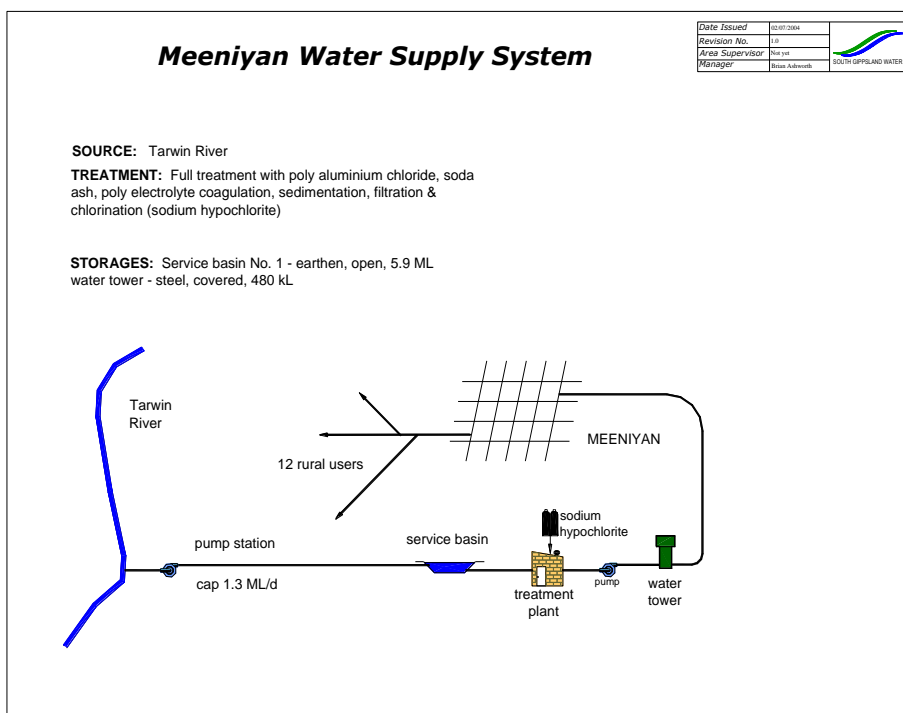 Meeniyan Water Supply System
Date Issued 02/07/2004
Revision No. 1.0
Area Supervisor Not yet
Manager Brian Ashworth
SOUTH GIPPSLAND WATER
SOURCE: Tarwin River
TREATMENT: Full treatment with poly aluminium chloride, soda
ash, poly electrolyte coagulation, sedimentation, filtration &
chlorination (sodium hypochlorite)
STORAGES: Service basin No. 1 - earthen, open, 5.9 ML
water tower - steel, covered, 480 kL
Tarwin
River
MEENIYAN
12 rural users
sodium
hypochlorite
pump station
service basin
cap 1.3 ML/d
treatment
plant
pump
water
tower